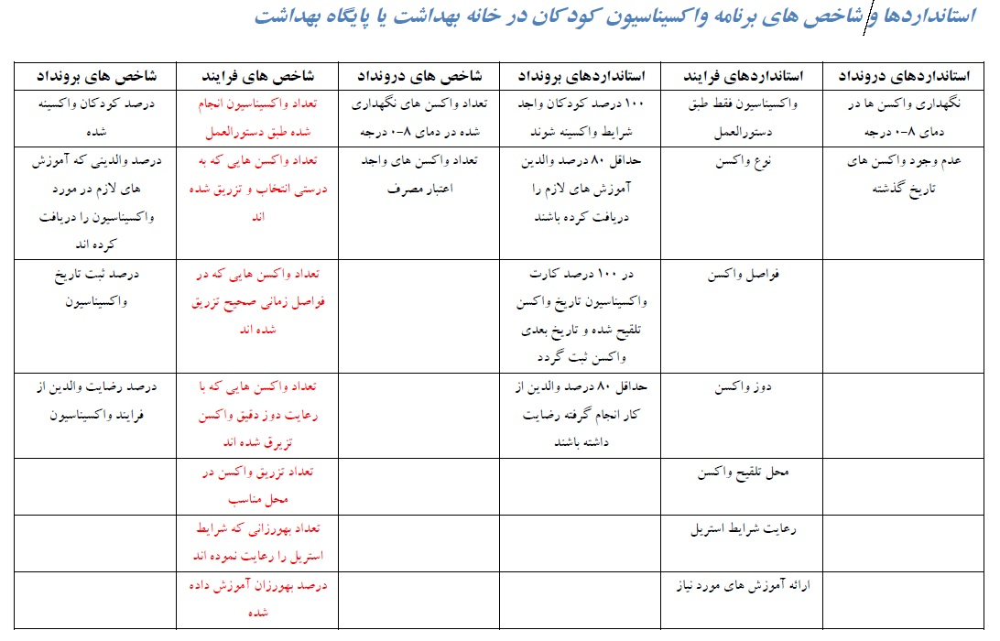 استانداردها و شاخص های برنامه واکسیناسیون کودکان در خانه بهداشت یا پایگاه بهداشت
استانداردهای درونداد
استانداردهای فرایند
استانداردهای برونداد
شاخص های درونداد
شاخص های فرایند
شاخص های برونداد
نگهداری واکسن ها در
دمای ۸-۰ درجه
واکسیناسیون فقط طبق
دستورالعمل
۱۰۰ درصد کودکان واجد
شرایط واکسینه شوند
تعداد واکسن های نگهداری
شده در دمای ۸-۰ درجه
تعداد واکسیناسیون انجام
شده طبق دستورالعمل
درصد کودکان واکسینه
شده
عدم وجود واکسن های
تاریخ گذشته
نوع واکسن
حداقل ۸۰ درصد والدین
آموزش های لازم را
دریافت کرده باشند
تعداد واکسن های واجد
اعتبار مصرف
تعداد واکسن هایی که به
درستی انتخاب و تزریق شده
اند
درصد والدینی که آموزش
های لازم در مورد
واکسیناسیون را دریافت
کرده اند
فواصل واکسن
در ۱۰۰ درصد کارت
واکسیناسیون تاریخ واکسن
تلقیح شده و تاریخ بعدی
واکسن ثبت گردد
تعداد واکسن هایی که در
فواصل زمانی صحیح تزریق
شده اند
درصد ثبت تاریخ
واکسیناسیون
دوز واکسن
حداقل ۸۰ درصد والدین از
کار انجام گرفته رضایت
داشته باشند
تعداد واکسن هایی که با
رعایت دوز دقیق واکسن
تزیرق شده اند
درصد رضایت والدین از
فرایند واکسیناسیون
محل تلقیح واکسن
تعداد تزریق واکسن در
محل مناسب
رعایت شرایط استریل
تعداد بهورزانی که شرایط
استریل را رعایت نموده اند
ارائه آموزش های مورد نیاز
درصد بهورزان آموزش داده
شده